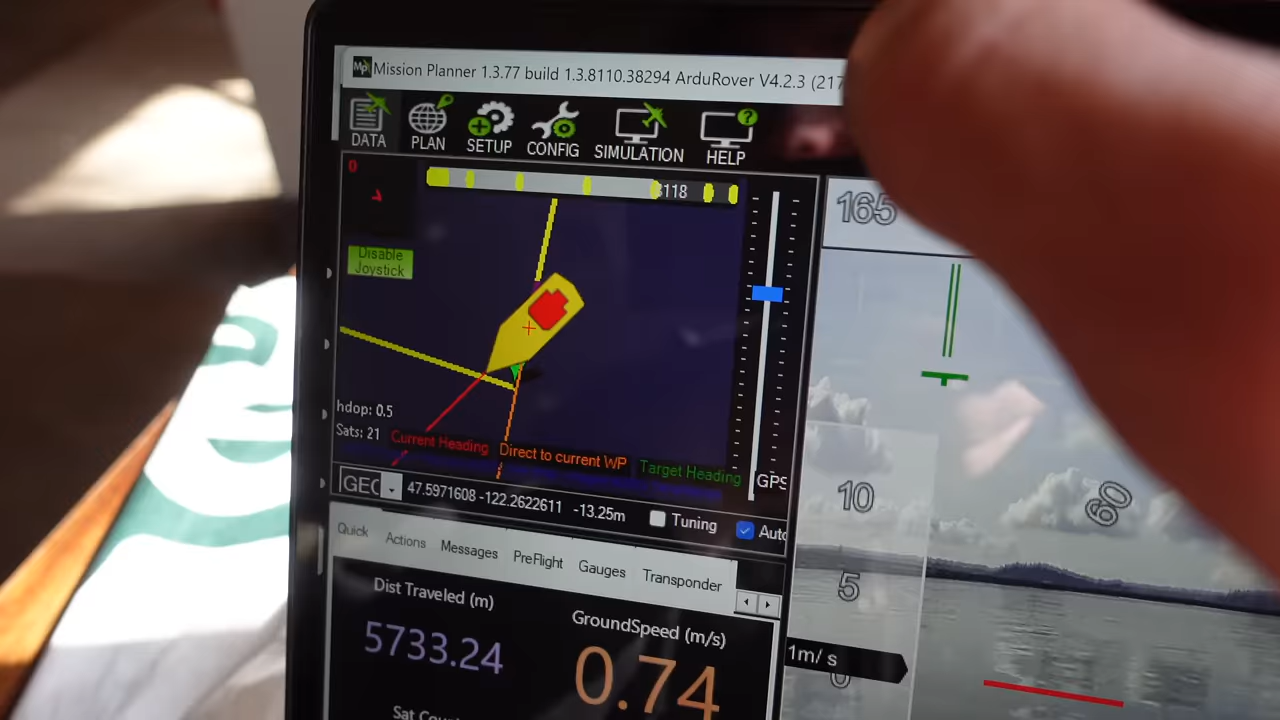 Mission Planner 1.3.77 build 1.3.8110.38294 ArduRover V4.2.3 (217
DATA
PLAN
SETUP
CONFIG
SIMULATION
HELP
0
118
165
Disable
Joystick
hdop: 0.5
Sats: 21
Current Heading
Direct to current WP
Target Heading
GPS
GEO
47.5971608 -122.2622611 -13.25m
Tuning
Auto
Quick
Actions
Messages
PreFlight
Gauges
Transponder
Dist Traveled (m)
5733.24
GroundSpeed (m/s)
0.74
10
60
5
1m/ s
0